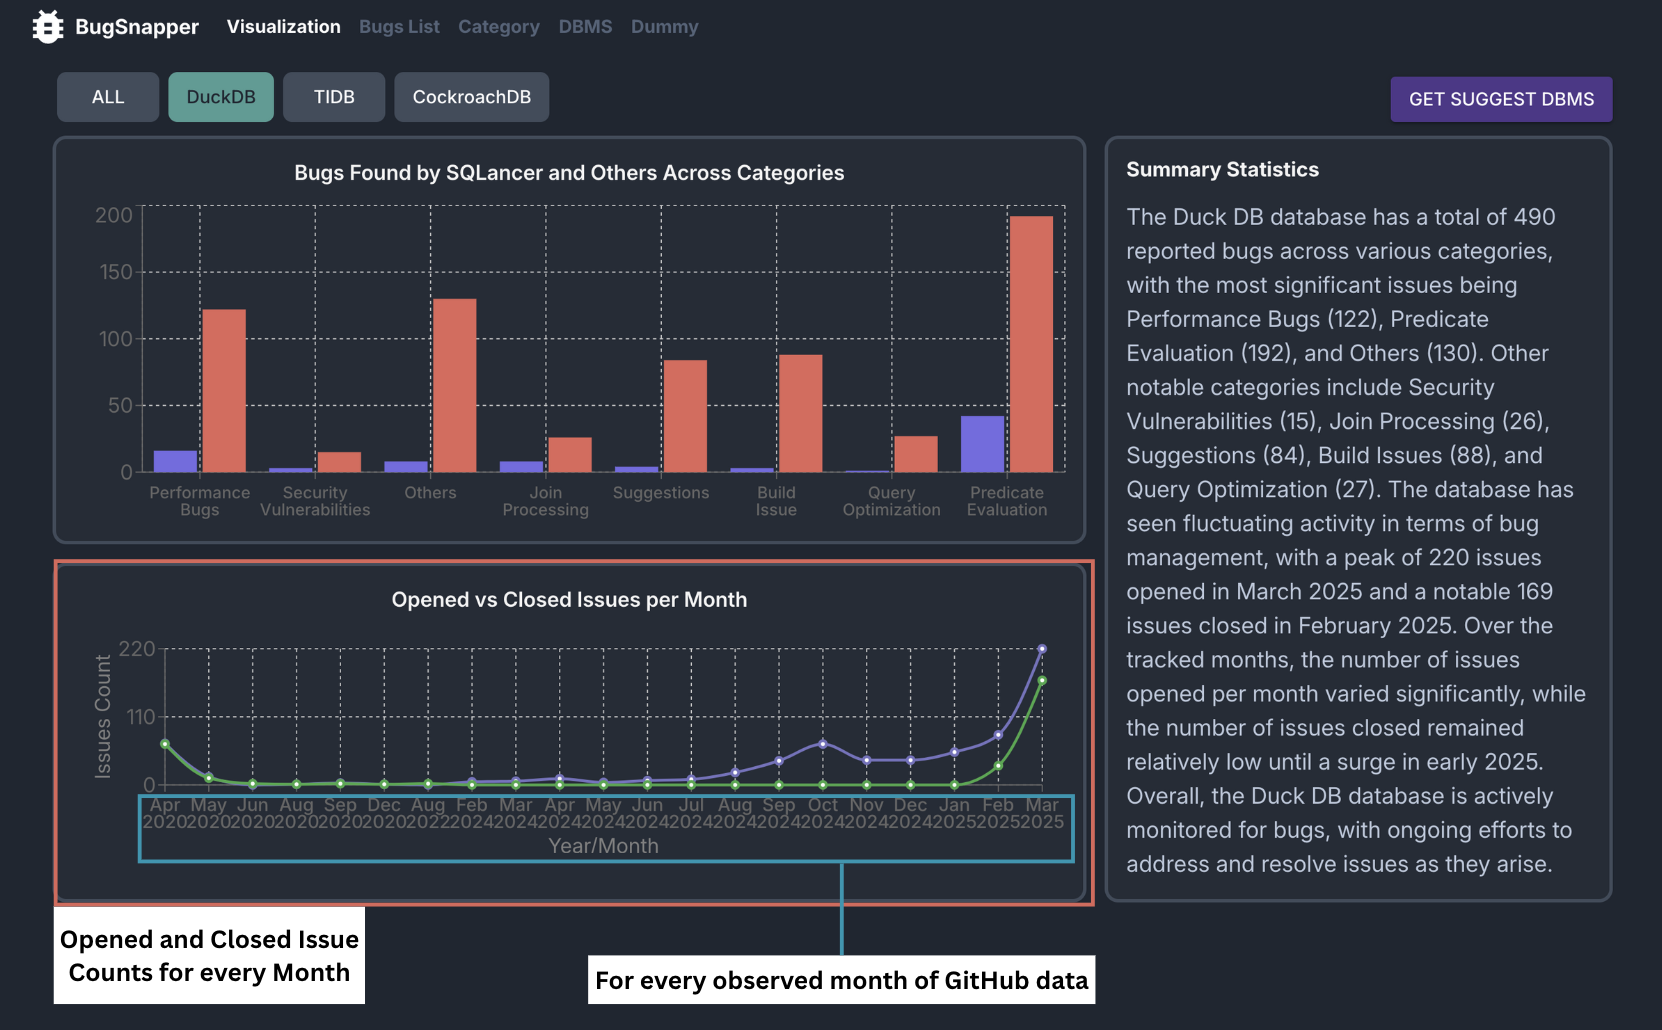 BugSnapper
Visualization Bugs List Category DBMS Dummy
ALL DuckDB TIDB CockroachDB
GET SUGGEST DBMS
Bugs Found by SQLancer and Others Across Categories
200
150
100
50
0
Performance Bugs
Security Vulnerabilities
Others
Join Processing
Suggestions
Build Issue
Query Optimization
Predicate Evaluation
Opened vs Closed Issues per Month
Issues Count
220
110
0
Apr May Jun Aug Sep Dec Aug Feb Mar Apr May Jun Jul Aug Sep Oct Nov Dec Jan Feb Mar
2020 2020 2020 2020 2020 2020 2022 2024 2024 2024 2024 2024 2024 2024 2024 2024 2024 2024 2025 2025 2025
Year/Month
Summary Statistics
The Duck DB database has a total of 490
reported bugs across various categories,
with the most significant issues being
Performance Bugs (122), Predicate
Evaluation (192), and Others (130). Other
notable categories include Security
Vulnerabilities (15), Join Processing (26),
Suggestions (84), Build Issues (88), and
Query Optimization (27). The database has
seen fluctuating activity in terms of bug
management, with a peak of 220 issues
opened in March 2025 and a notable 169
issues closed in February 2025. Over the
tracked months, the number of issues
opened per month varied significantly, while
the number of issues closed remained
relatively low until a surge in early 2025.
Overall, the Duck DB database is actively
monitored for bugs, with ongoing efforts to
address and resolve issues as they arise.
Opened and Closed Issue
Counts for every Month
For every observed month of GitHub data